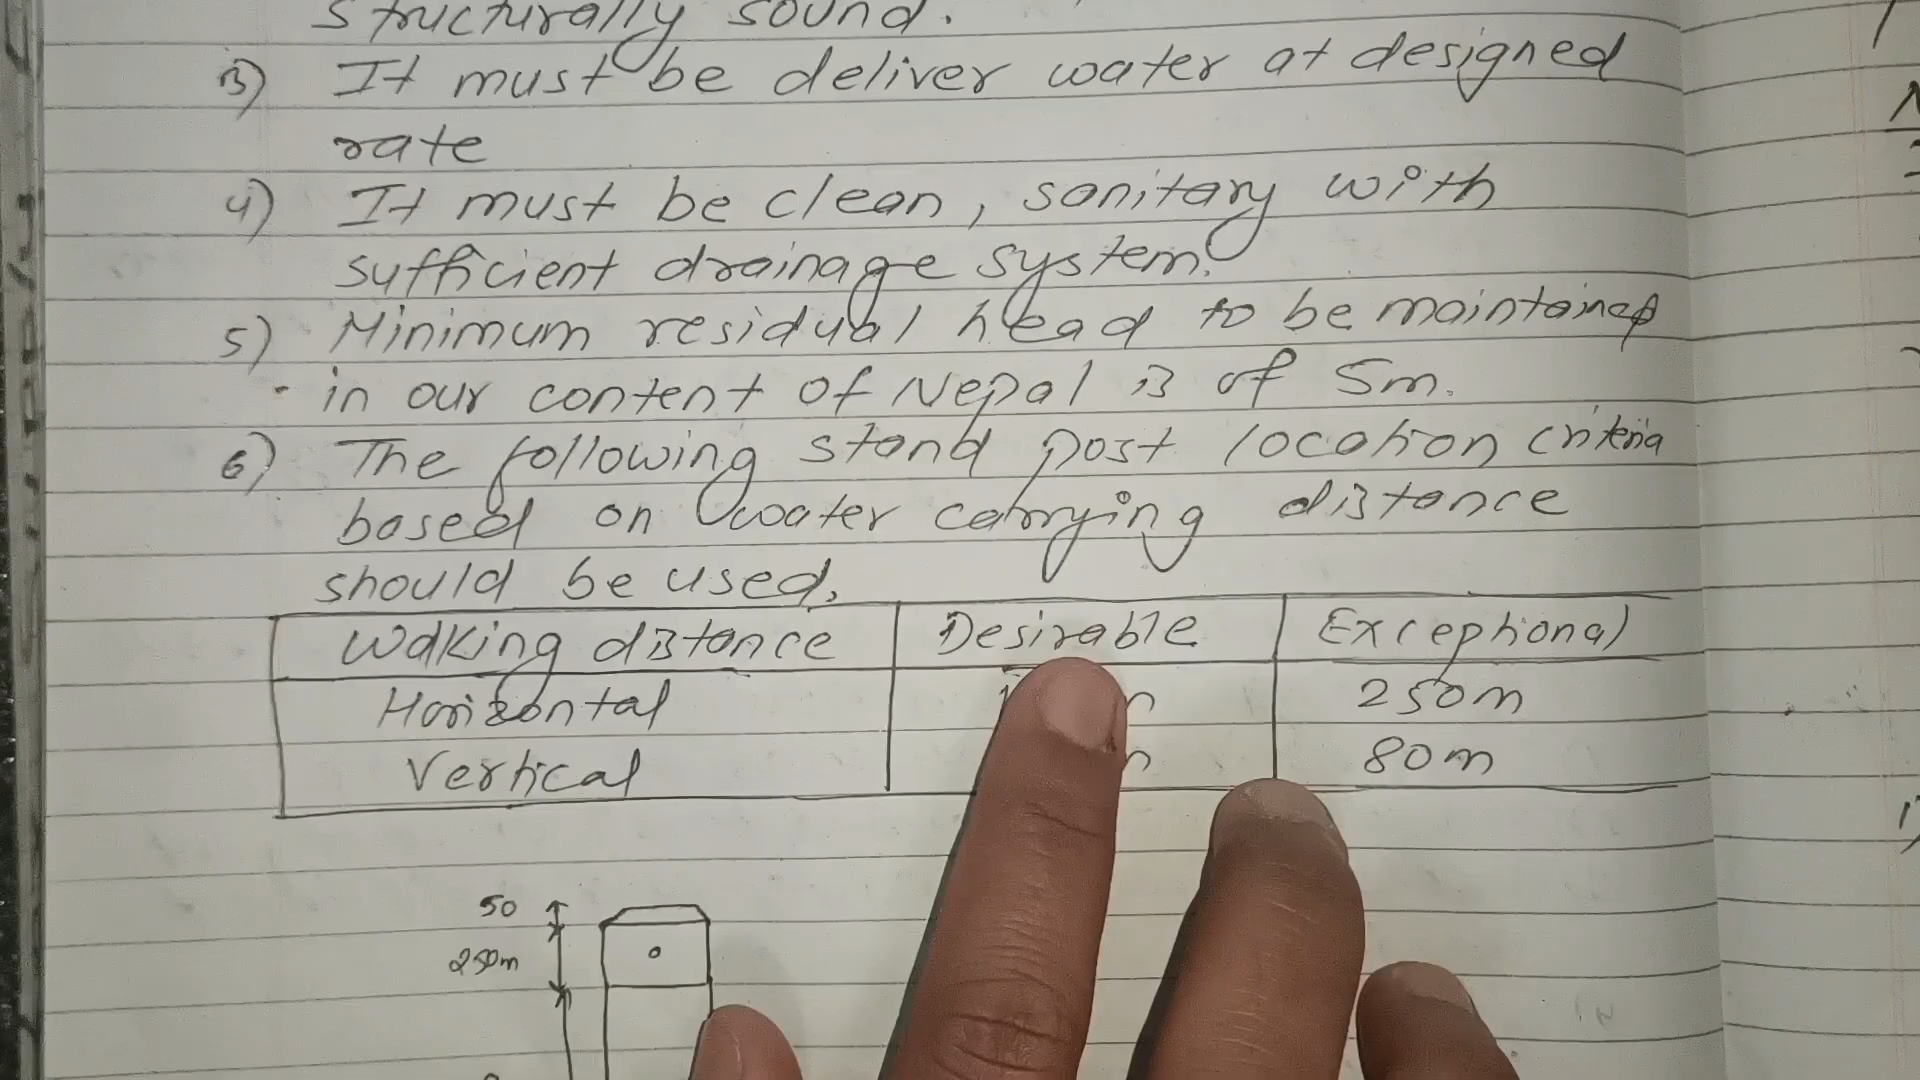 structurally sound.
3) It must be deliver water at designed
rate
4) It must be clean, sanitary with
sufficient drainage system.
5) Minimum residual head to be maintained
in our content of Nepal is of 5m.
6) The following stand post location criteria
based on water carrying distance
should be used,
Walking distance Desirable Exceptional
Horizontal 250m
Vertical 80m
50
250m